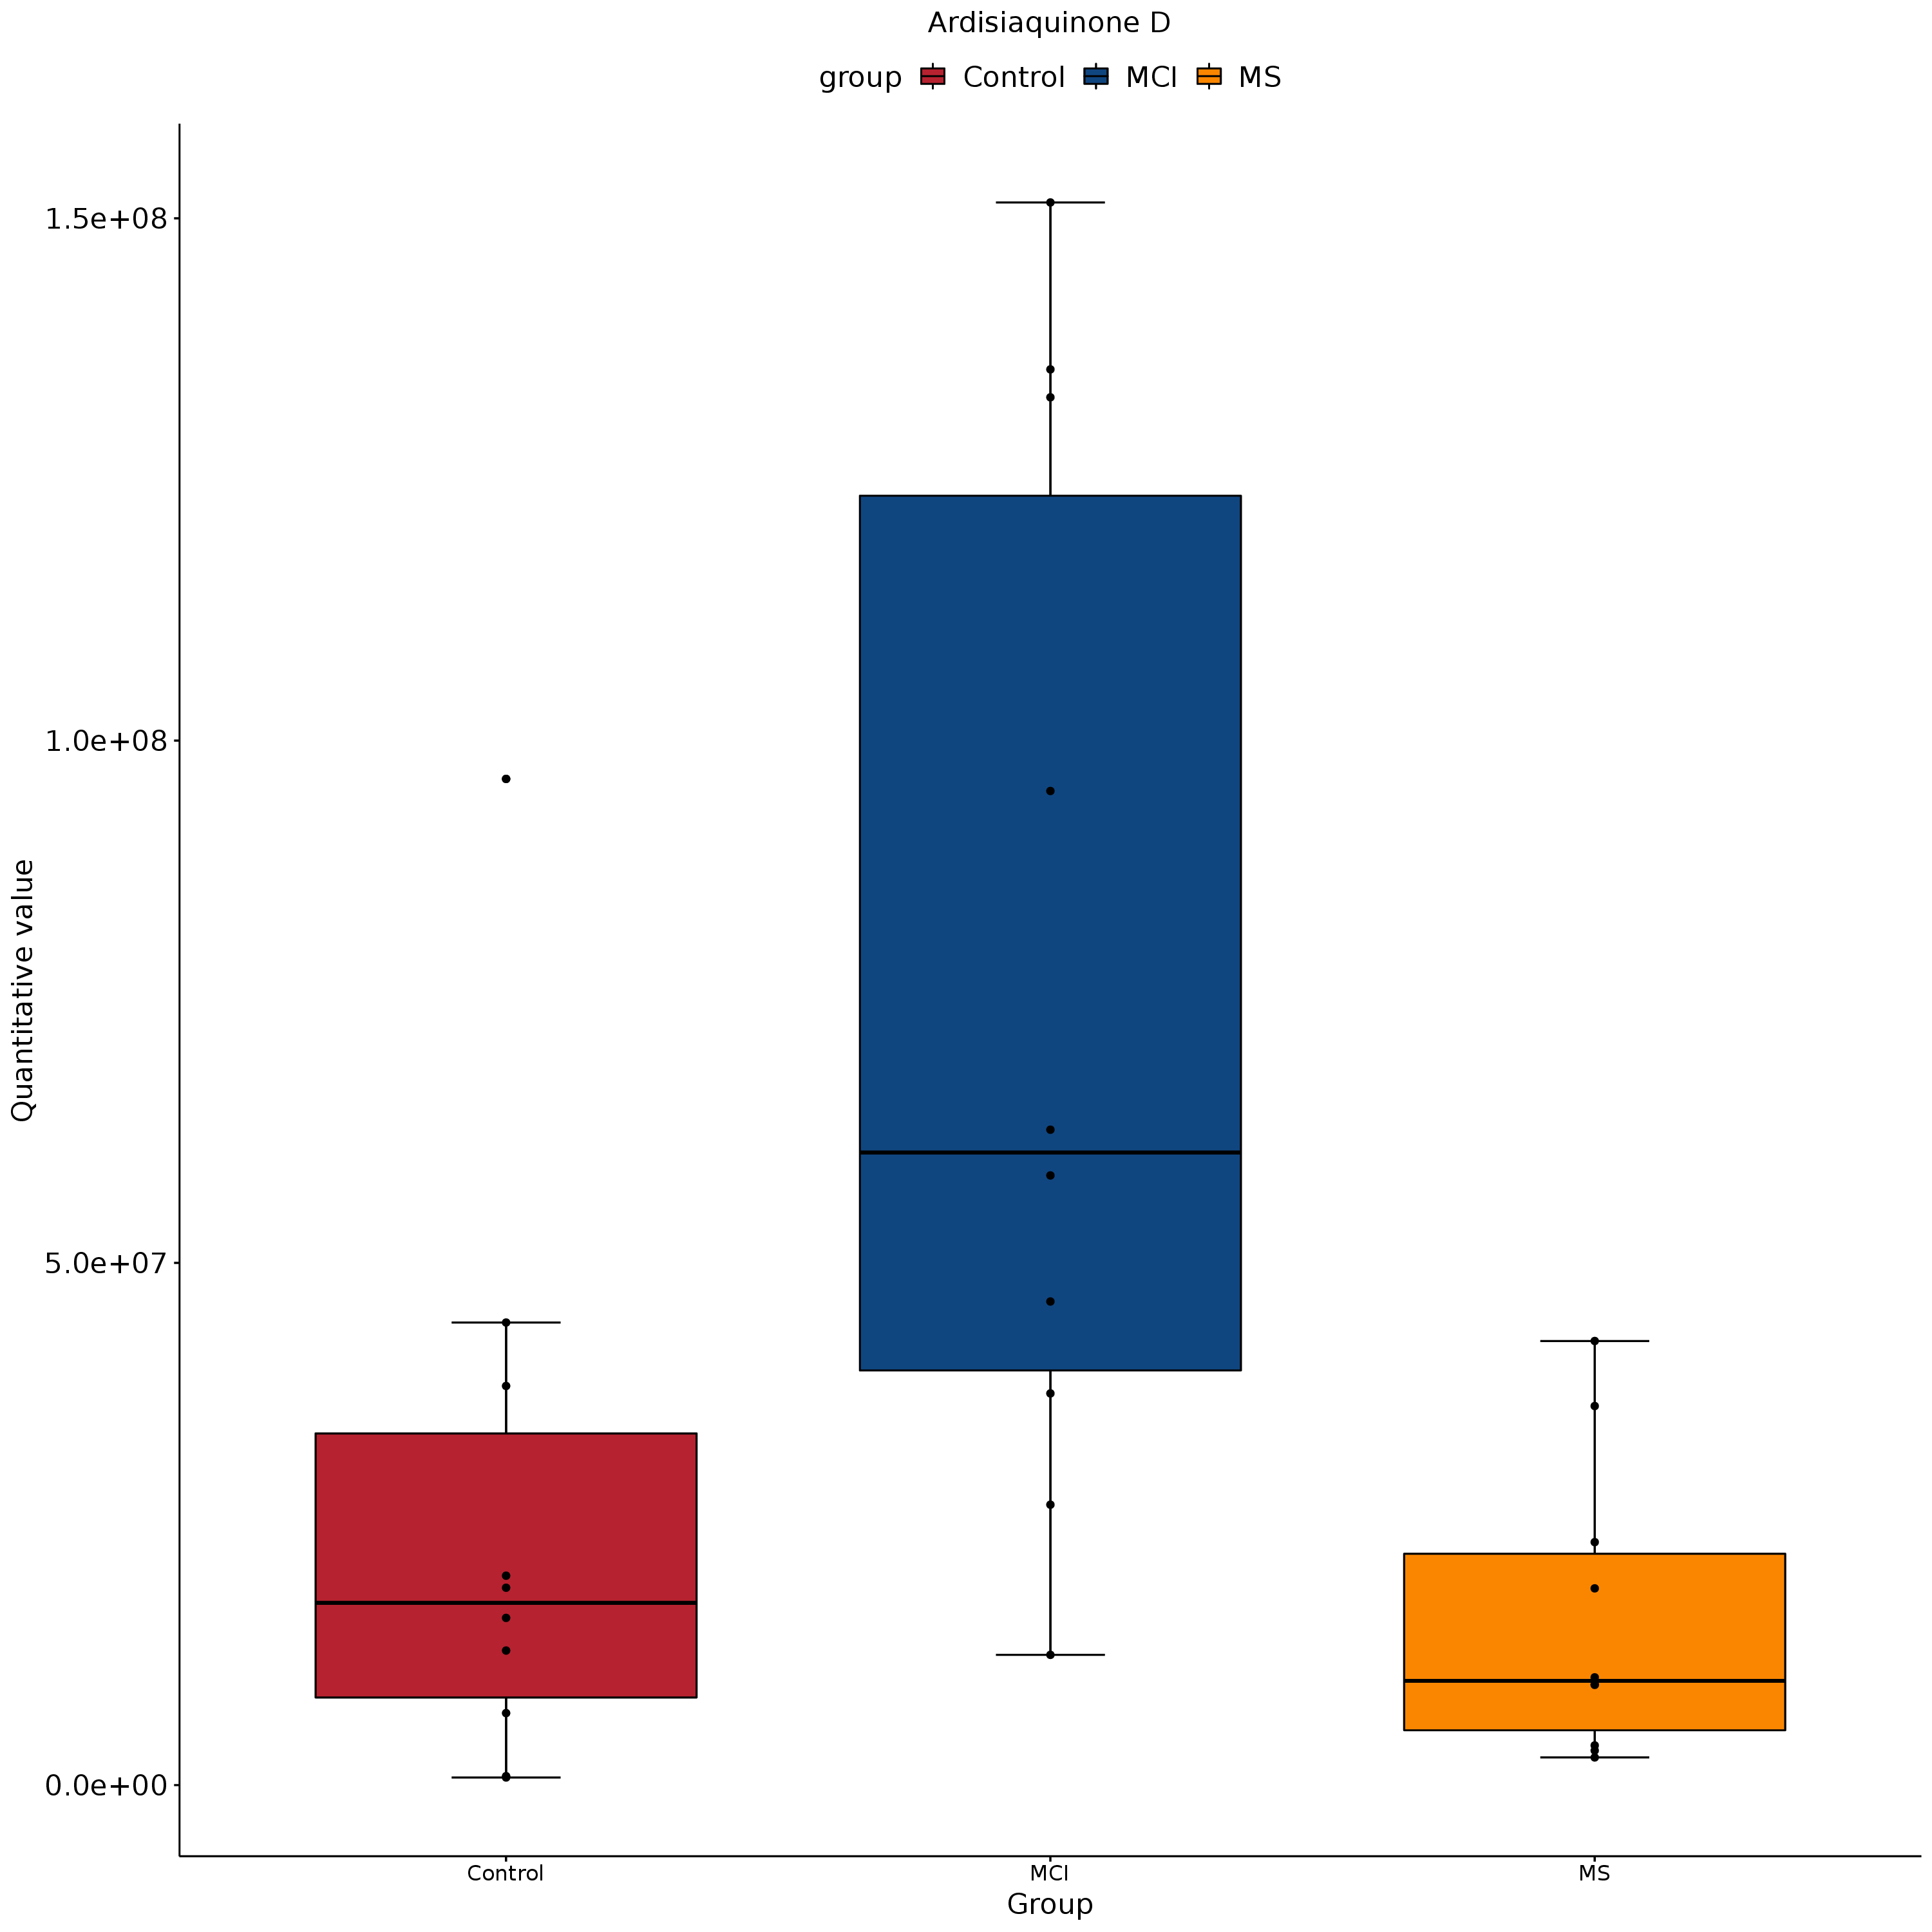 Ardisiaquinone D
group Control MCI MS
1.5e+08
1.0e+08
5.0e+07
0.0e+00
Quantitative value
Control MCI MS
Group